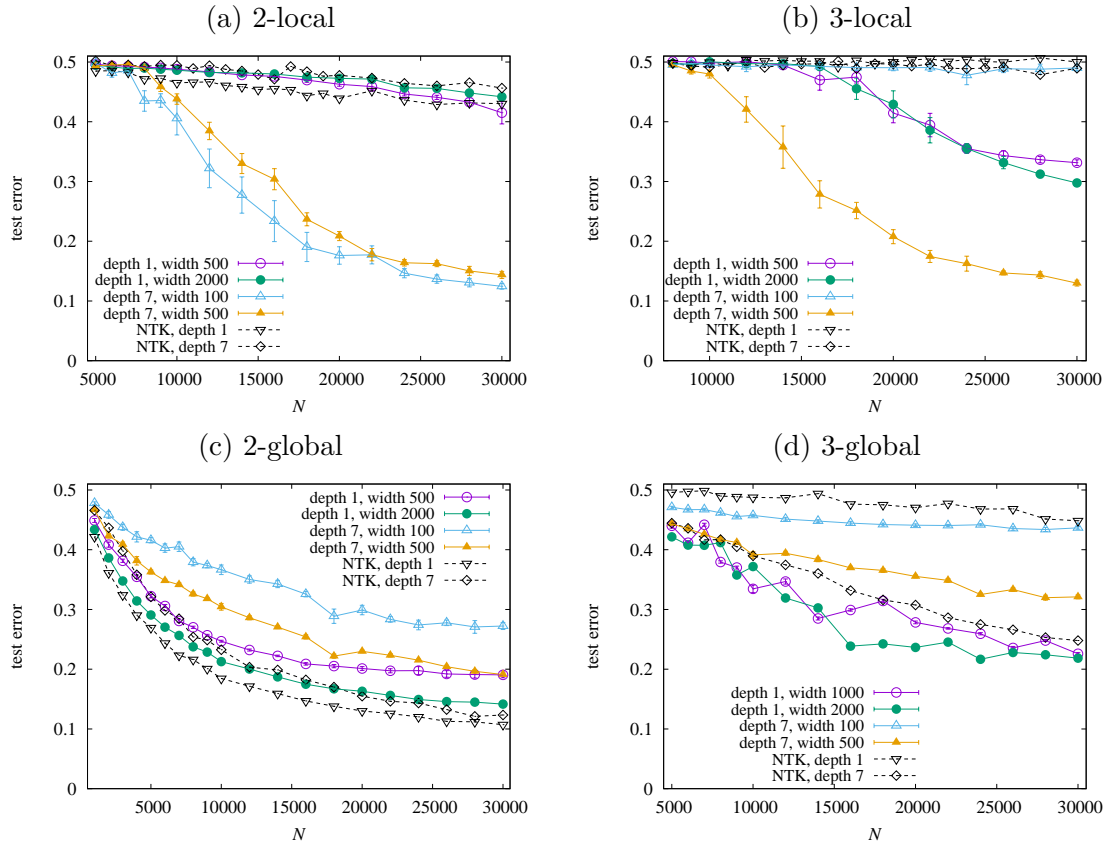 (a) 2-local
test error
0.5
0.4
0.3
0.2
0.1
0
5000 10000 15000 20000 25000 30000
N
depth 1, width 500
depth 1, width 2000
depth 7, width 100
depth 7, width 500
NTK, depth 1
NTK, depth 7
(b) 3-local
test error
0.5
0.4
0.3
0.2
0.1
0
10000 15000 20000 25000 30000
N
depth 1, width 500
depth 1, width 2000
depth 7, width 100
depth 7, width 500
NTK, depth 1
NTK, depth 7
(c) 2-global
test error
0.5
0.4
0.3
0.2
0.1
0
5000 10000 15000 20000 25000 30000
N
depth 1, width 500
depth 1, width 2000
depth 7, width 100
depth 7, width 500
NTK, depth 1
NTK, depth 7
(d) 3-global
test error
0.5
0.4
0.3
0.2
0.1
0
5000 10000 15000 20000 25000 30000
N
depth 1, width 1000
depth 1, width 2000
depth 7, width 100
depth 7, width 500
NTK, depth 1
NTK, depth 7